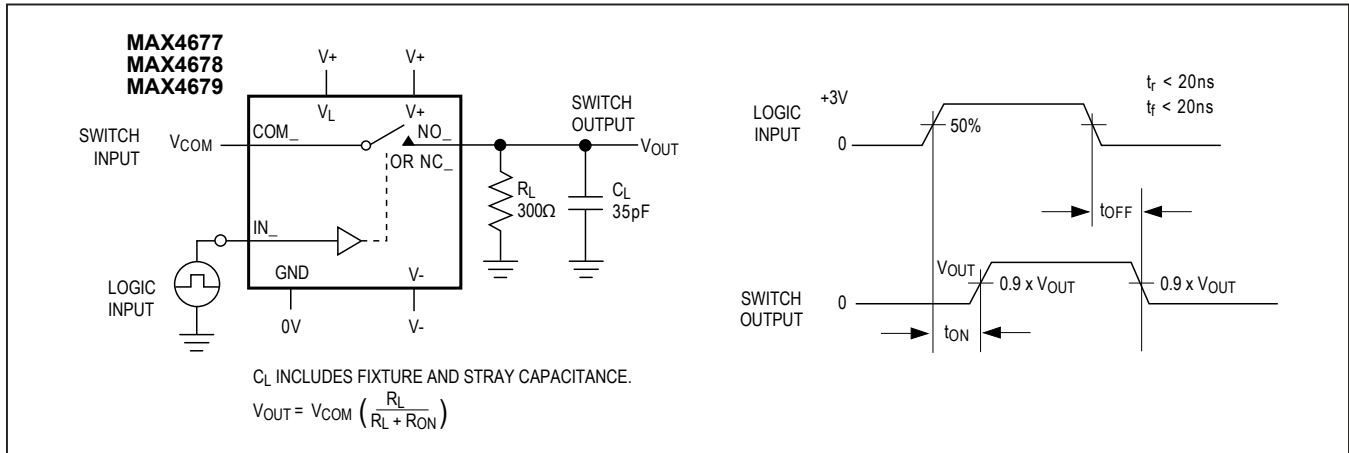 MAX4677
MAX4678
MAX4679
V+
V+
VL
V+
SWITCH
INPUT
VCOM
COM_
NO_
OR NC_
SWITCH
OUTPUT
VOUT
RL
300Ω
CL
35pF
IN_
LOGIC
INPUT
GND
V-
0V
V-
CL INCLUDES FIXTURE AND STRAY CAPACITANCE.
VOUT = VCOM ( RL / RL + RON )
tr < 20ns
tf < 20ns
LOGIC
INPUT
+3V
50%
0
tOFF
VOUT
0.9 x VOUT
0.9 x VOUT
SWITCH
OUTPUT
0
tON